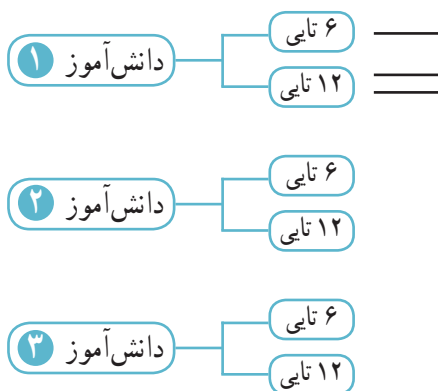 ۶ تایی
دانش‌آموز ۱
۱۲ تایی
۶ تایی
دانش‌آموز ۲
۱۲ تایی
۶ تایی
دانش‌آموز ۳
۱۲ تایی